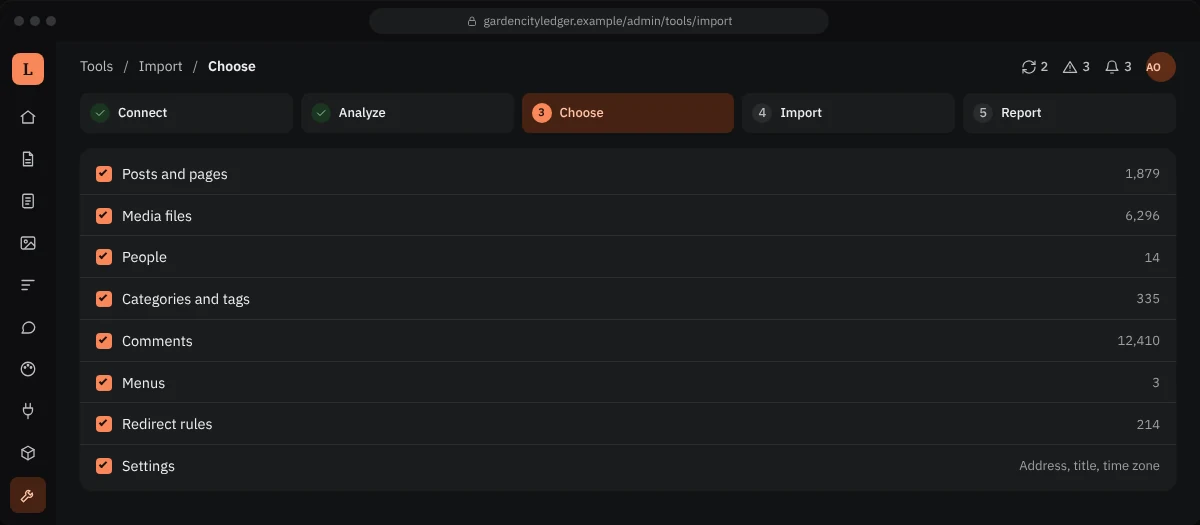 gardencityledger.example/admin/tools/import
L
Tools / Import / Choose
2 3 3 AO
Connect
Analyze
3 Choose
4 Import
5 Report
Posts and pages 1,879
Media files 6,296
People 14
Categories and tags 335
Comments 12,410
Menus 3
Redirect rules 214
Settings Address, title, time zone